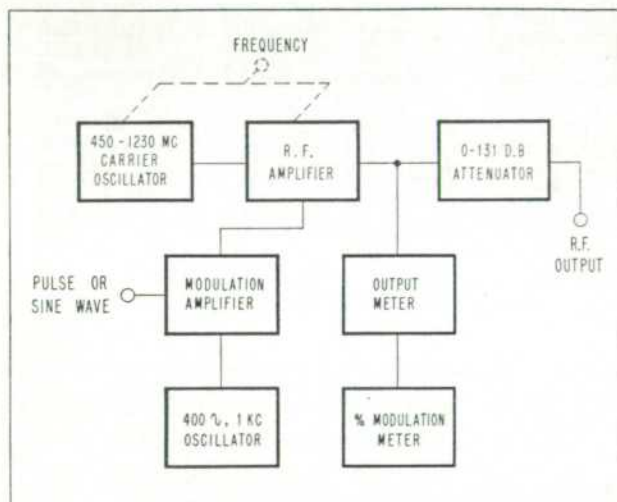 FREQUENCY
450-1230 MC
CARRIER
OSCILLATOR
R.F.
AMPLIFIER
0-131 D.B
ATTENUATOR
R.F.
OUTPUT
PULSE OR
SINE WAVE
MODULATION
AMPLIFIER
OUTPUT
METER
400 ~, 1 KC
OSCILLATOR
% MODULATION
METER